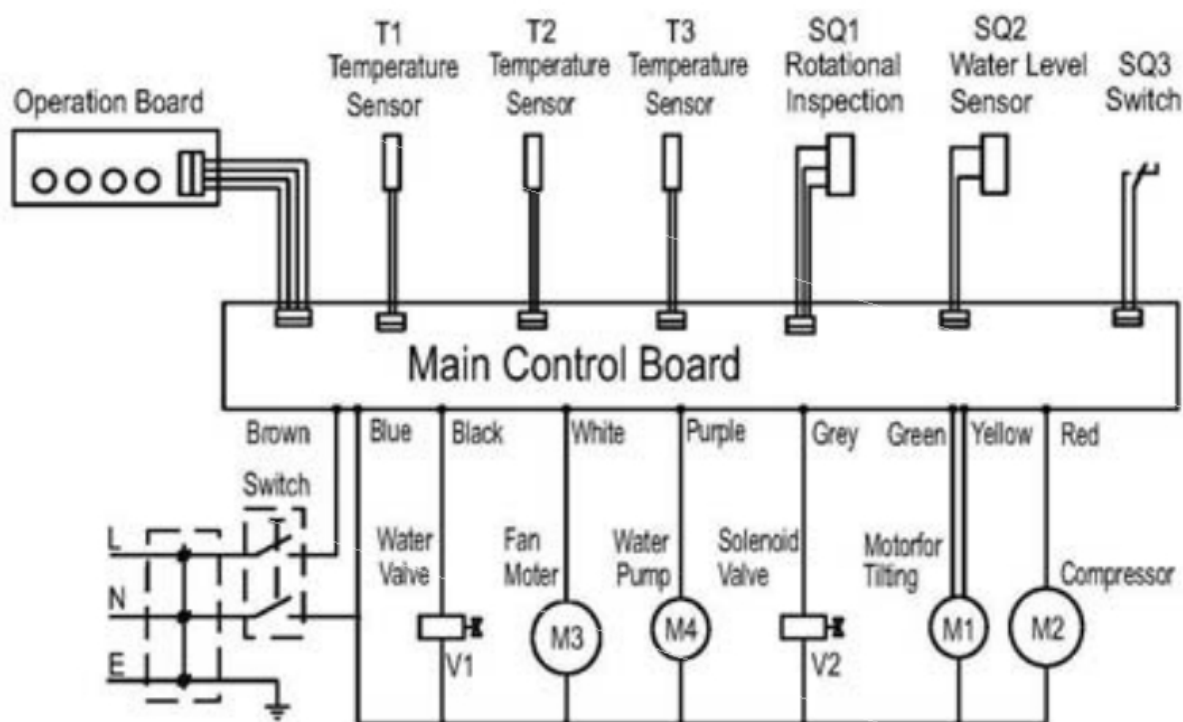 T1
Temperature
Sensor
T2
Temperature
Sensor
T3
Temperature
Sensor
SQ1
Rotational
Inspection
SQ2
Water Level
Sensor
SQ3
Switch
Operation Board
Main Control Board
Brown
Blue
Black
White
Purple
Grey
Green
Yellow
Red
Switch
L
N
E
Water
Valve
Fan
Moter
Water
Pump
Solenoid
Valve
Motorfor
Tilting
Compressor
V1
M3
M4
V2
M1
M2